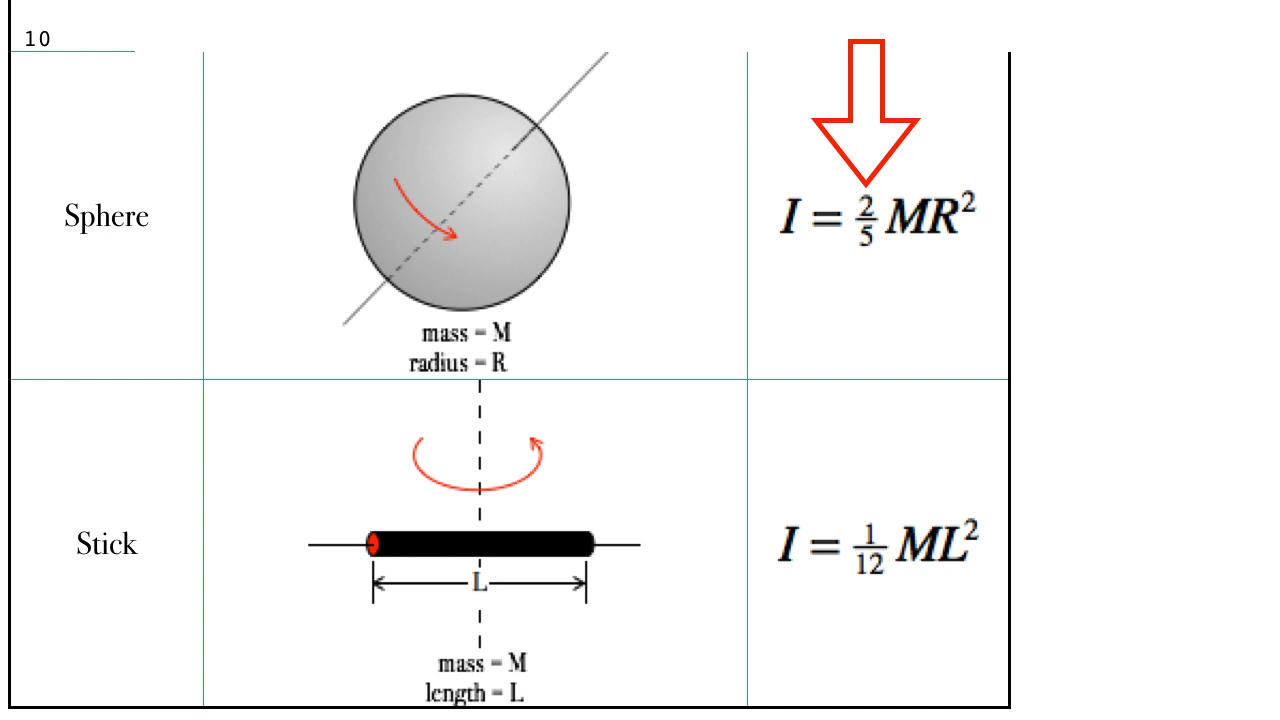 10
Sphere
mass = M
radius = R
I = 2/5 MR²
Stick
L
mass = M
length = L
I = 1/12 ML²